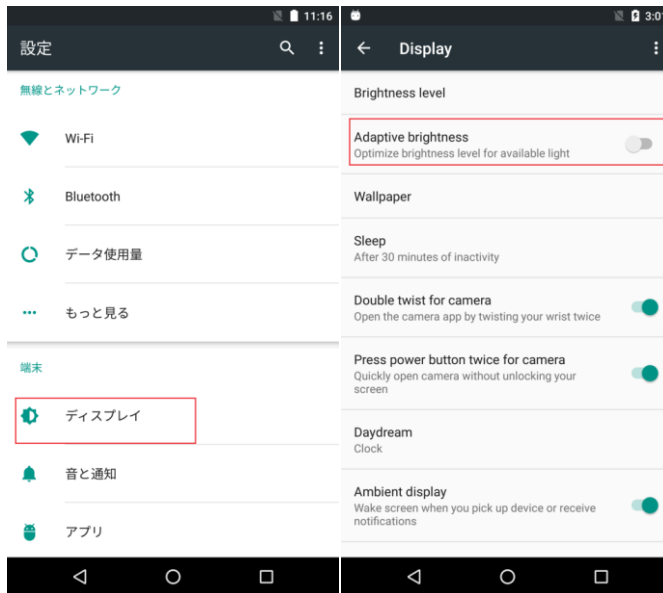 11:16
設定
無線とネットワーク
Wi-Fi
Bluetooth
データ使用量
もっと見る
端末
ディスプレイ
音と通知
アプリ
3:01
Display
Brightness level
Adaptive brightness
Optimize brightness level for available light
Wallpaper
Sleep
After 30 minutes of inactivity
Double twist for camera
Open the camera app by twisting your wrist twice
Press power button twice for camera
Quickly open camera without unlocking your
screen
Daydream
Clock
Ambient display
Wake screen when you pick up device or receive
notifications